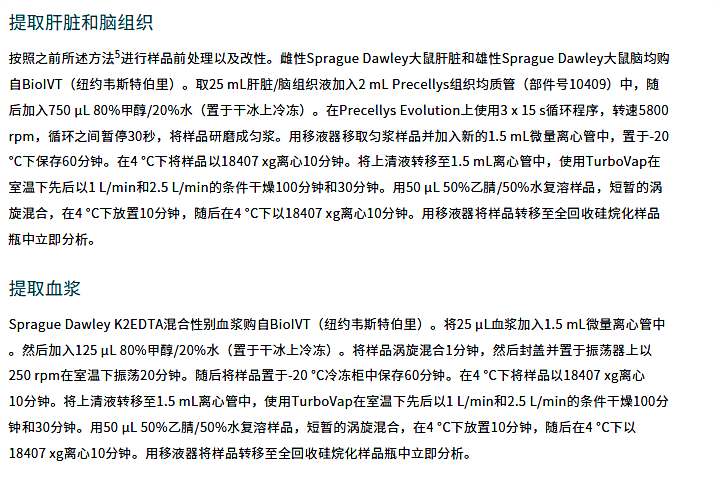 提取肝脏和脑组织
按照之前所述方法5进行样品前处理以及改性。雌性Sprague Dawley大鼠肝脏和雄性Sprague Dawley大鼠脑均购
自BioIVT（纽约韦斯特伯里）。取25 mL肝脏/脑组织液加入2 mL Precellys组织均质管（部件号10409）中，随
后加入750 µL 80%甲醇/20%水（置于干冰上冷冻）。在Precellys Evolution上使用3 x 15 s循环程序，转速5800
rpm，循环之间暂停30秒，将样品研磨成匀浆。用移液器移取匀浆样品并加入新的1.5 mL微量离心管中，置于-20
°C下保存60分钟。在4 °C下将样品以18407 xg离心10分钟。将上清液转移至1.5 mL离心管中，使用TurboVap在
室温下先后以1 L/min和2.5 L/min的条件干燥100分钟和30分钟。用50 µL 50%乙腈/50%水复溶样品，短暂的涡
旋混合，在4 °C下放置10分钟，随后在4 °C下以18407 xg离心10分钟。用移液器将样品转移至全回收硅烷化样品
瓶中立即分析。
提取血浆
Sprague Dawley K2EDTA混合性别血浆购自BioIVT（纽约韦斯特伯里）。将25 µL血浆加入1.5 mL微量离心管中
。然后加入125 µL 80%甲醇/20%水（置于干冰上冷冻）。将样品涡旋混合1分钟，然后封盖并置于振荡器上以
250 rpm在室温下振荡20分钟。随后将样品置于-20 °C冷冻柜中保存60分钟。在4 °C下将样品以18407 xg离心
10分钟。将上清液转移至1.5 mL离心管中，使用TurboVap在室温下先后以1 L/min和2.5 L/min的条件干燥100分
钟和30分钟。用50 µL 50%乙腈/50%水复溶样品，短暂的涡旋混合，在4 °C下放置10分钟，随后在4 °C下以
18407 xg离心10分钟。用移液器将样品转移至全回收硅烷化样品瓶中立即分析。